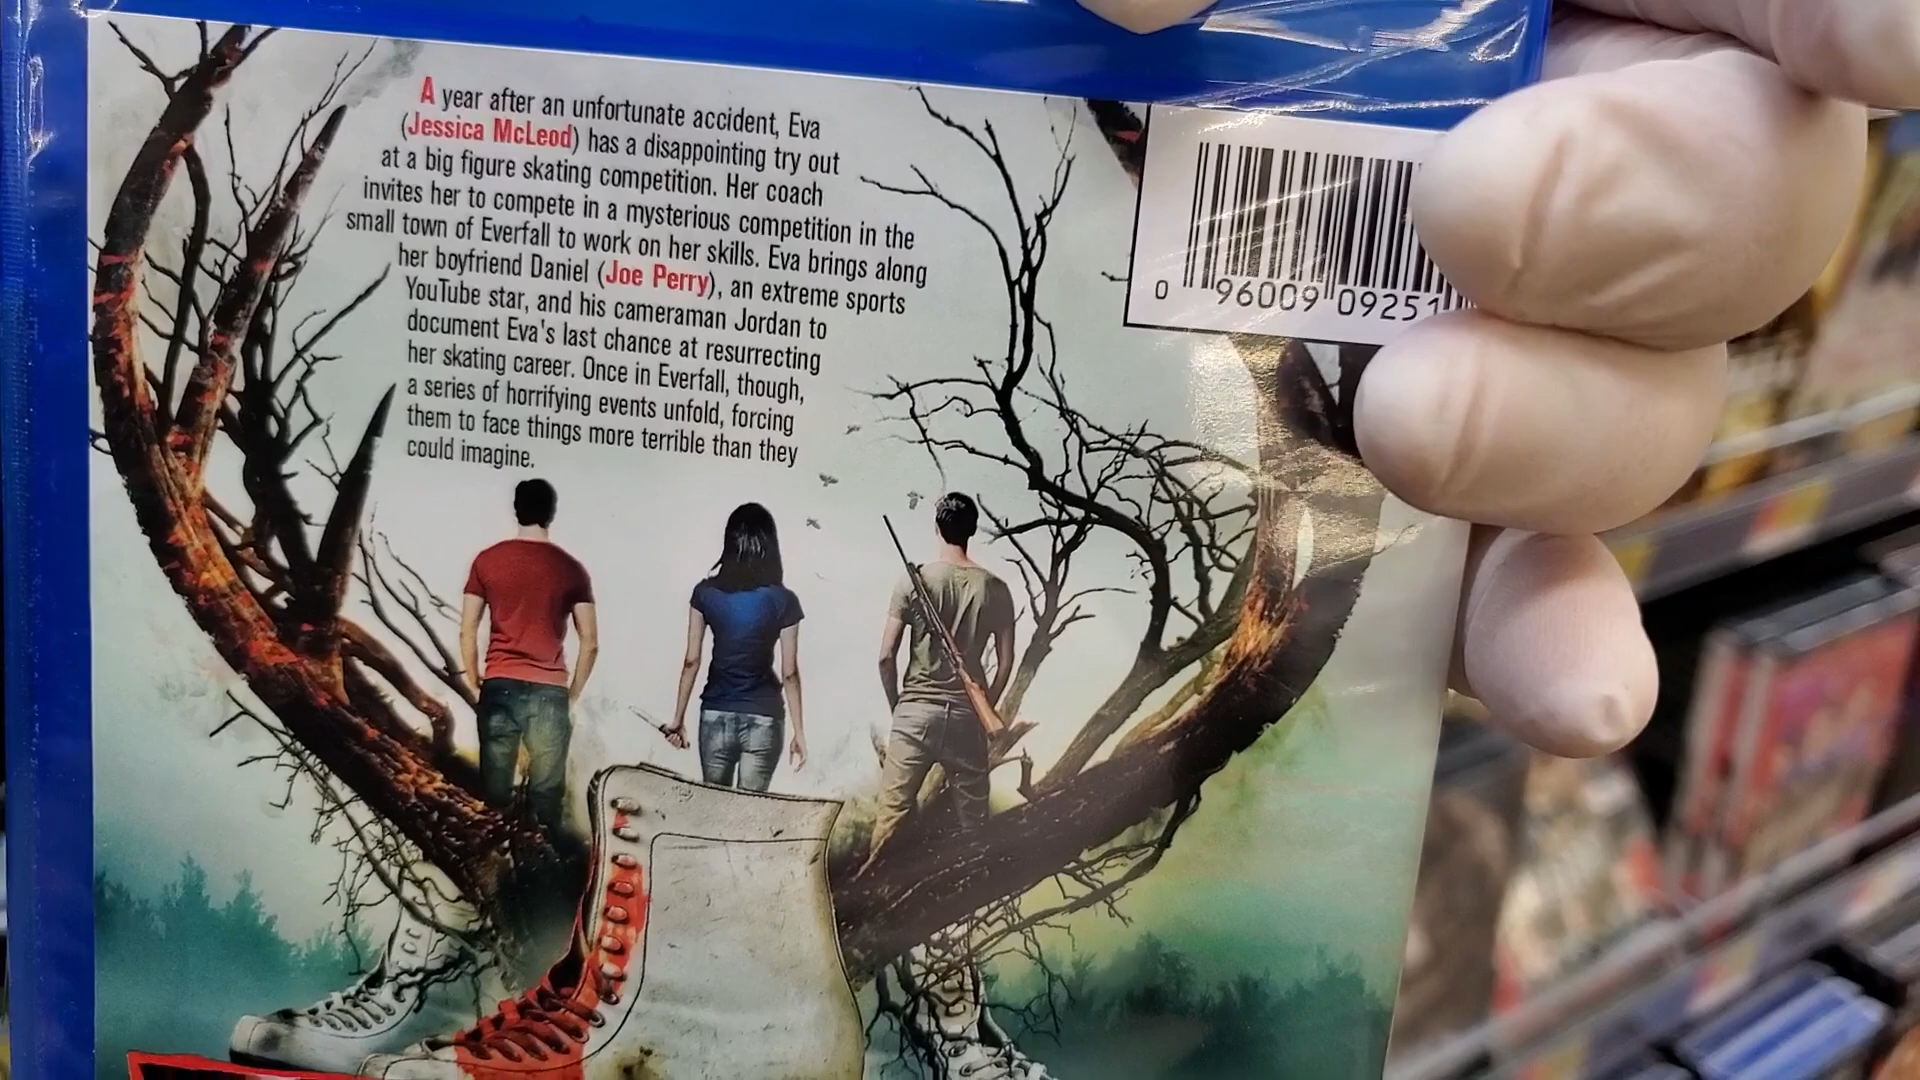 A year after an unfortunate accident, Eva
(Jessica McLeod) has a disappointing try out
at a big figure skating competition. Her coach
invites her to compete in a mysterious competition in the
small town of Everfall to work on her skills. Eva brings along
her boyfriend Daniel (Joe Perry), an extreme sports
YouTube star, and his cameraman Jordan to
document Eva's last chance at resurrecting
her skating career. Once in Everfall, though,
a series of horrifying events unfold, forcing
them to face things more terrible than they
could imagine.
0 96009 09251